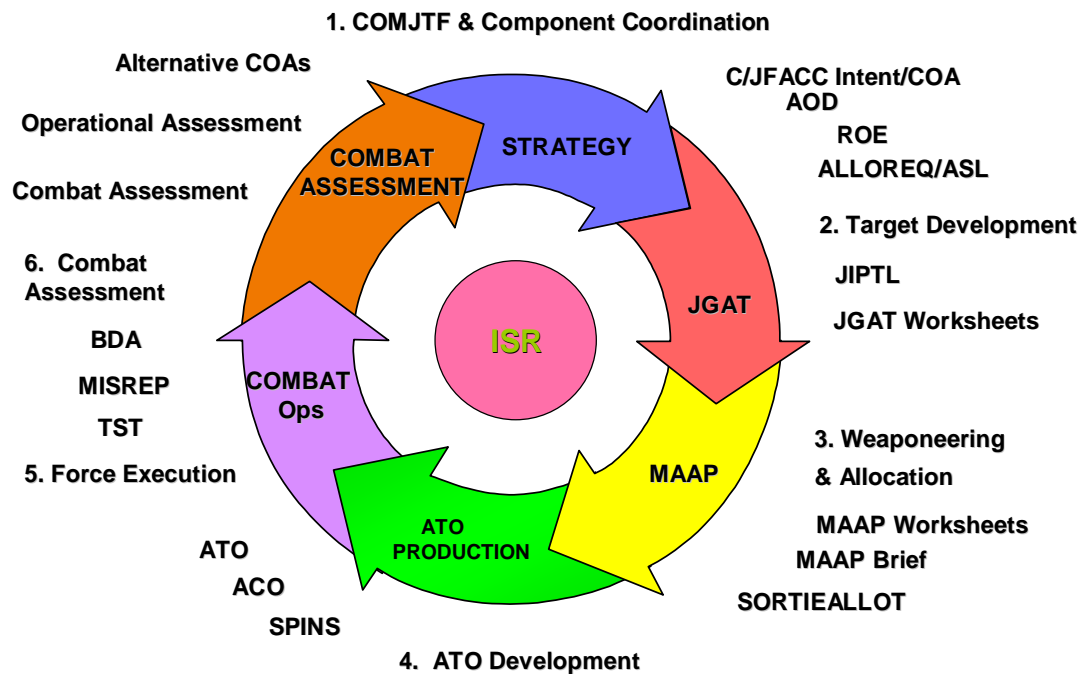 1. COMJTF & Component Coordination
Alternative COAs
Operational Assessment
Combat Assessment
6. Combat
Assessment
BDA
MISREP
TST
5. Force Execution
ATO
ACO
SPINS
4. ATO Development
C/JFACC Intent/COA
AOD
ROE
ALLOREQ/ASL
2. Target Development
JIPTL
JGAT Worksheets
3. Weaponeering
& Allocation
MAAP Worksheets
MAAP Brief
SORTIEALLOT
STRATEGY
JGAT
MAAP
ATO
PRODUCTION
COMBAT
Ops
COMBAT
ASSESSMENT
ISR